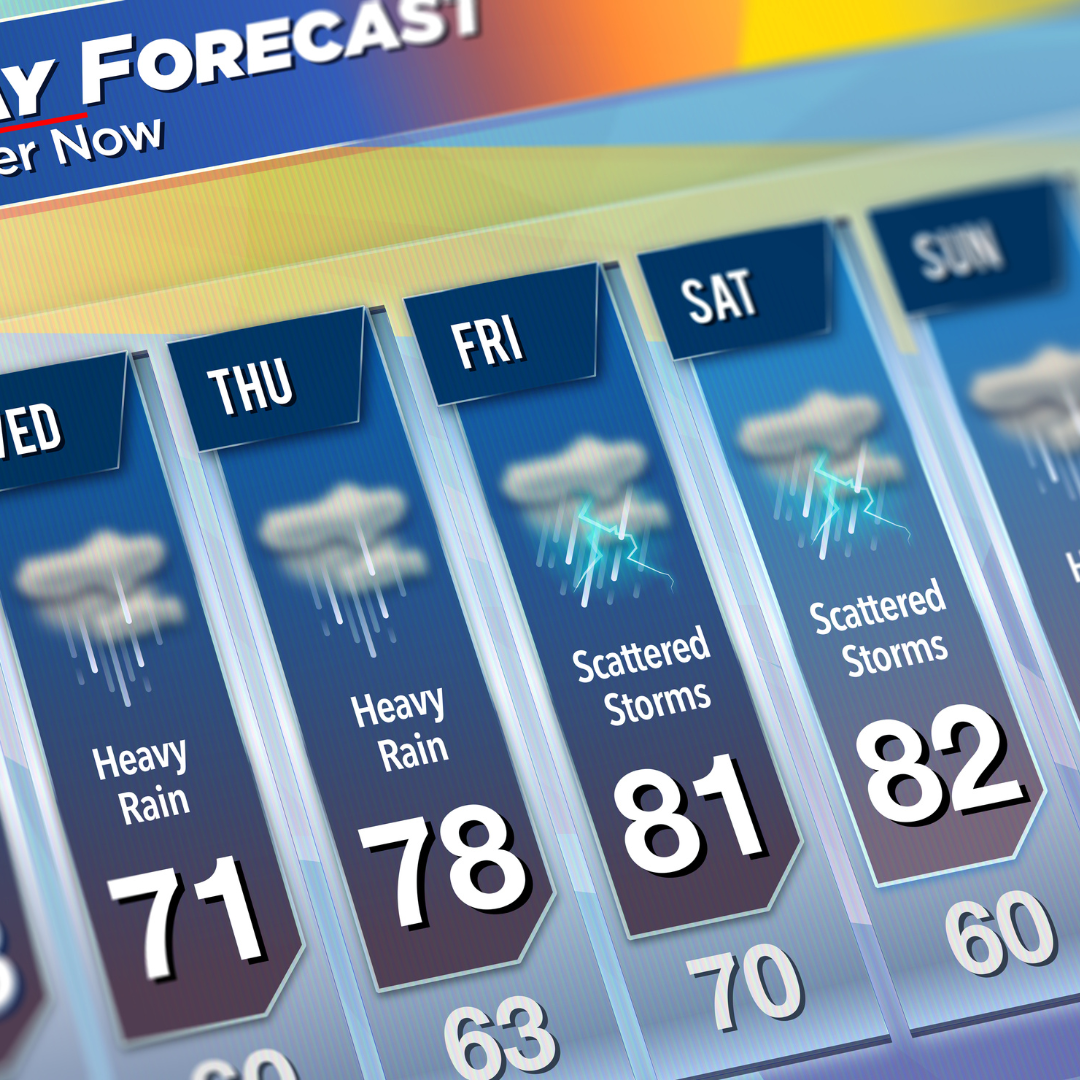 AY FORECAST
er Now
WED
THU
FRI
SAT
SUN
Heavy
Rain
71
60
Heavy
Rain
78
63
Scattered
Storms
81
70
Scattered
Storms
82
60
H